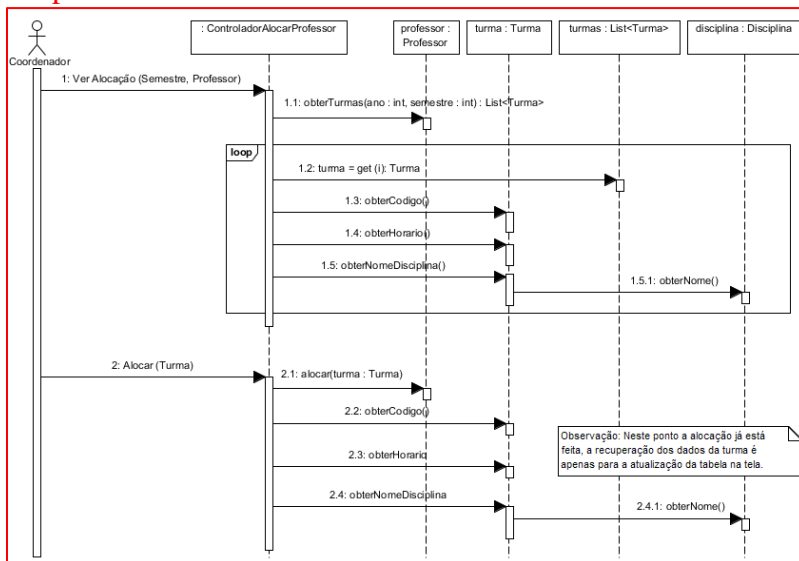 : ControladorAlocarProfessor
professor :
Professor
turma : Turma
turmas : List<Turma>
disciplina : Disciplina
Coordenador
1: Ver Alocação (Semestre, Professor)
1.1: obterTurmas(ano : int, semestre : int) : List<Turma>
loop
1.2: turma = get (i): Turma
1.3: obterCodigo()
1.4: obterHorario()
1.5: obterNomeDisciplina()
1.5.1: obterNome()
2: Alocar (Turma)
2.1: alocar(turma : Turma)
2.2: obterCodigo()
Observação: Neste ponto a alocação já está
feita, a recuperação dos dados da turma é
apenas para a atualização da tabela na tela.
2.3: obterHorario
2.4: obterNomeDisciplina
2.4.1: obterNome()